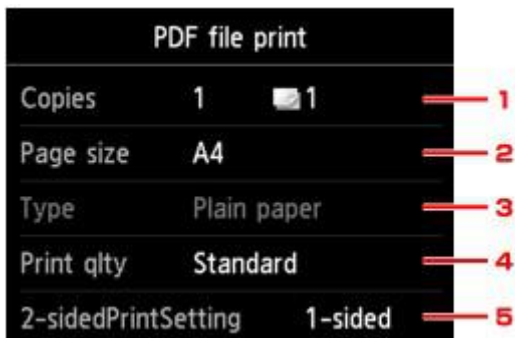 PDF file print
Copies 1 1 1
Page size A4 2
Type Plain paper 3
Print qlty Standard 4
2-sidedPrintSetting 1-sided 5